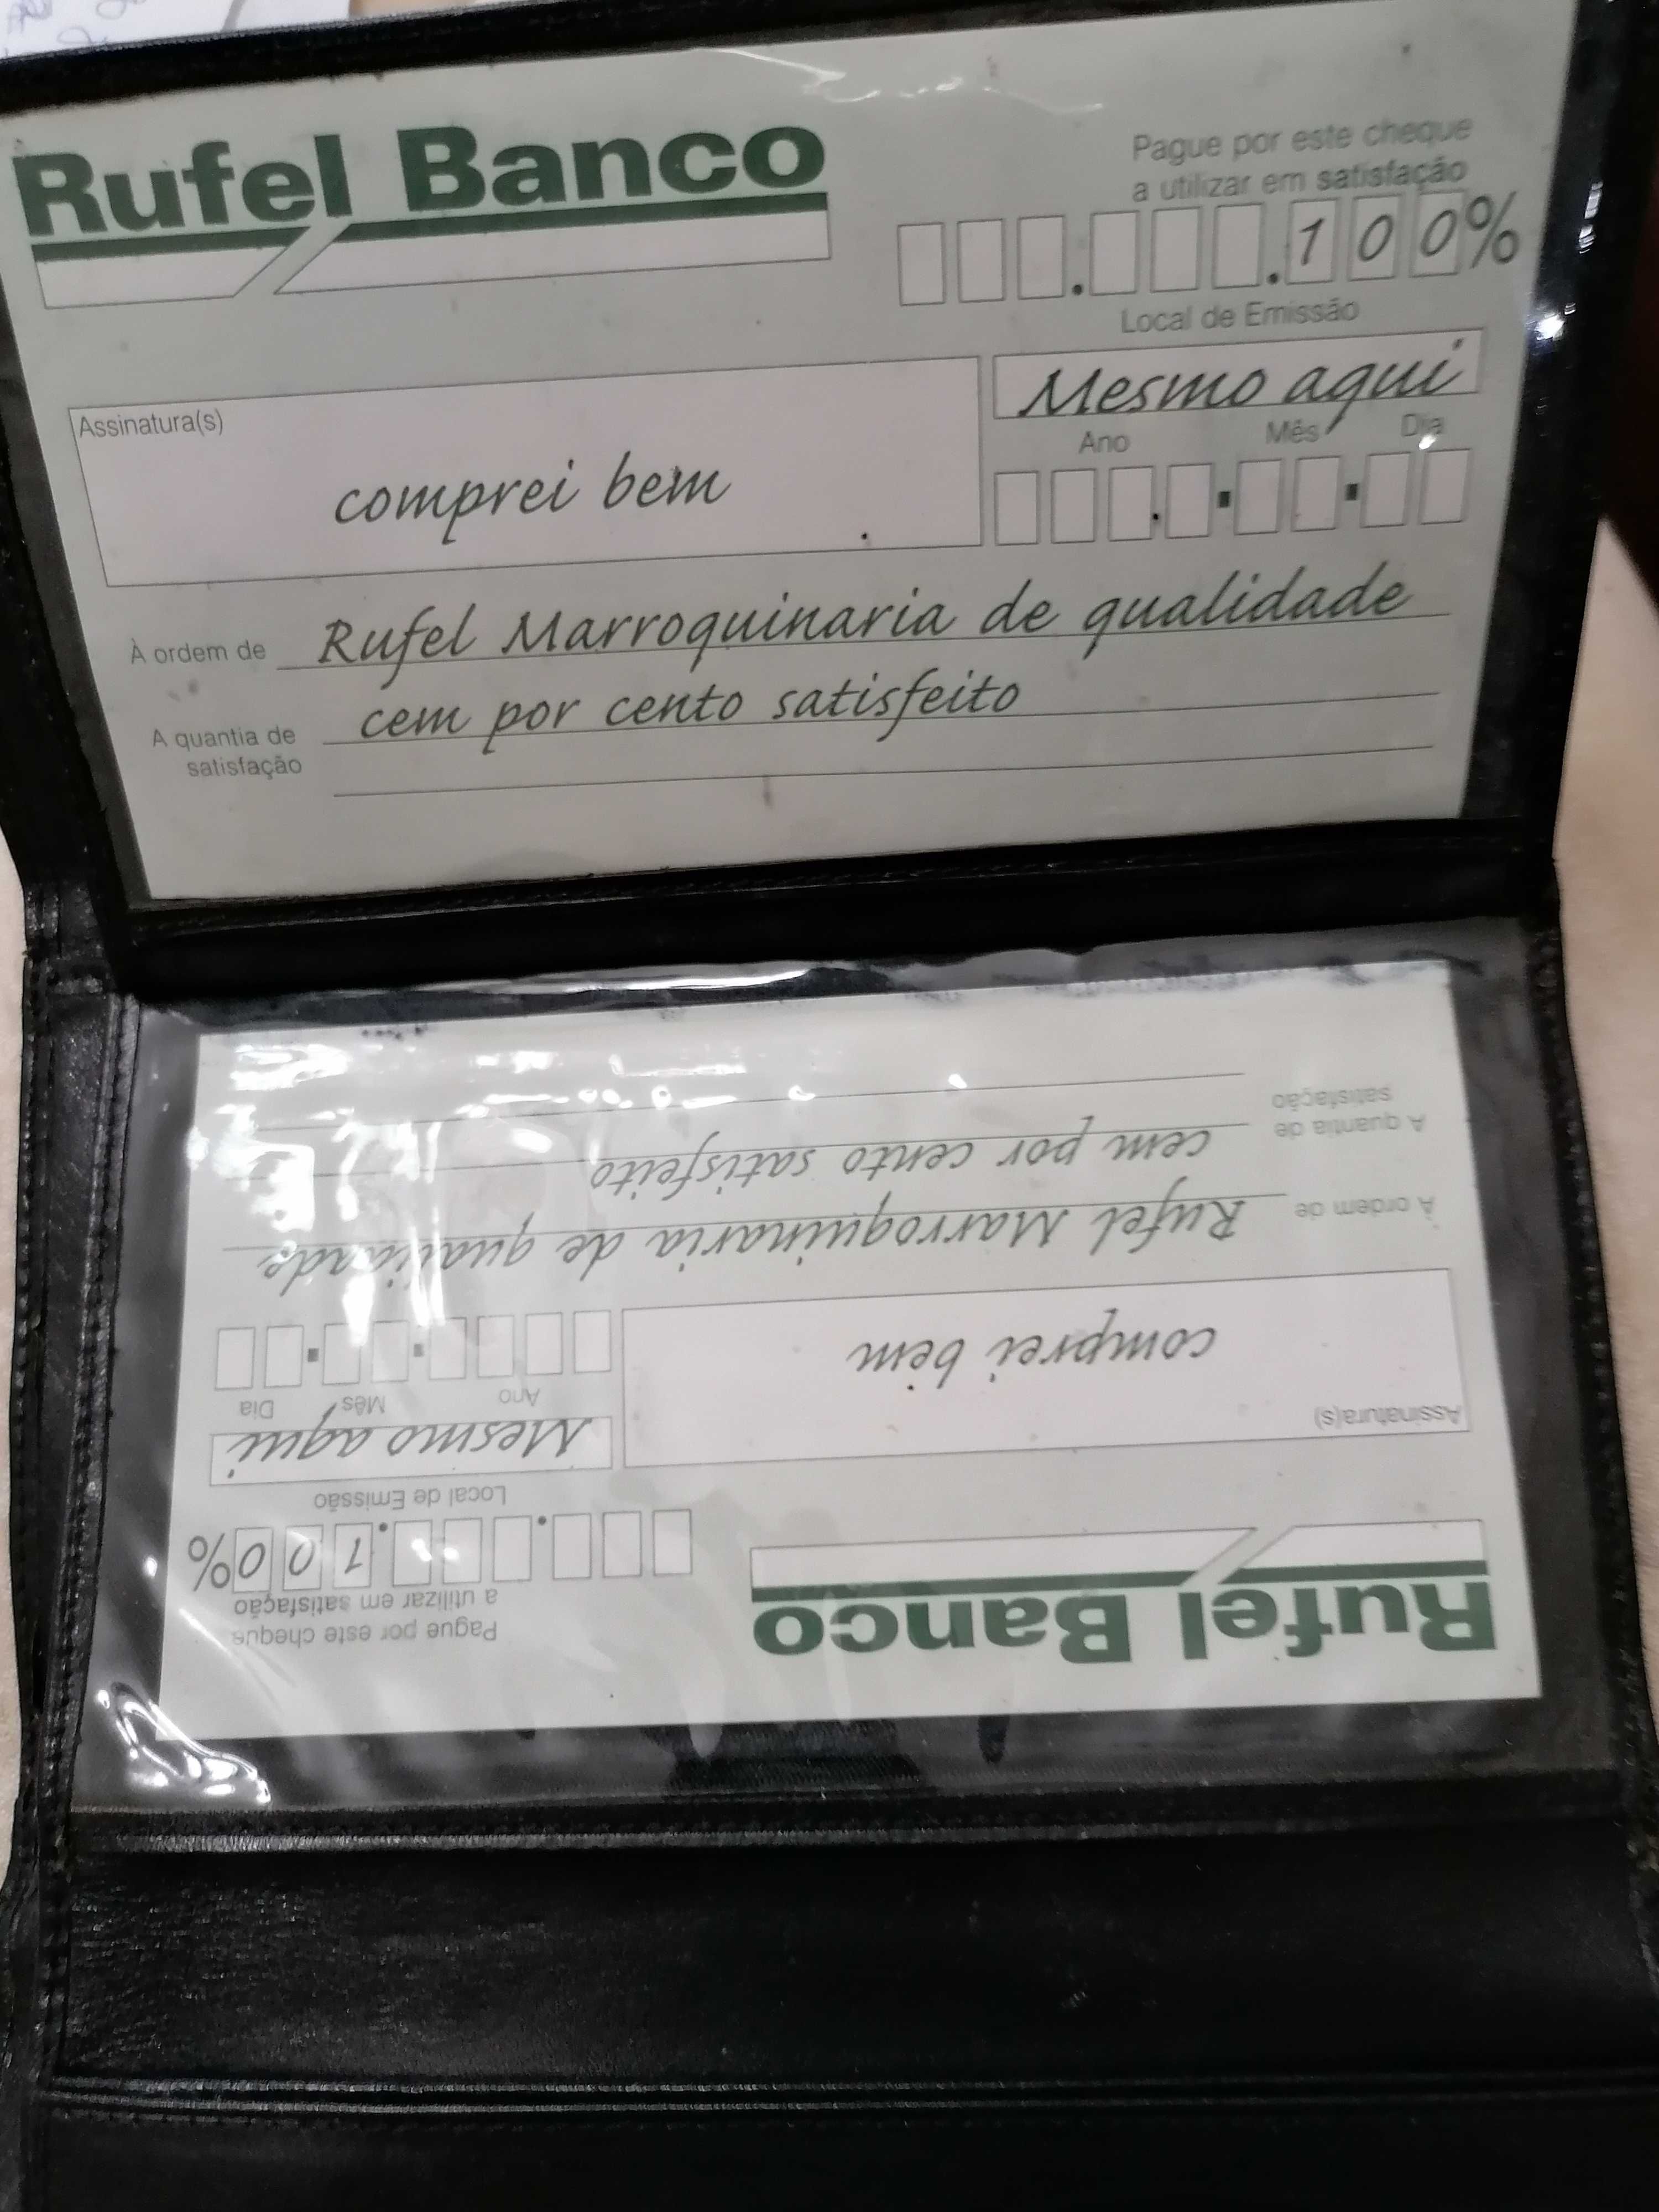 Rufel Banco
Pague por este cheque
a utilizar em satisfação
100%
Local de Emissão
Mesmo aqui
Assinatura(s)
comprei bem
Ano Mês Dia
À ordem de Rufel Marroquinaria de qualidade
A quantia de
satisfação
cem por cento satisfeito
Rufel Banco
Pague por este cheque
a utilizar em satisfação
100%
Local de Emissão
Mesmo aqui
Assinatura(s)
comprei bem
Ano Mês Dia
À ordem de Rufel Marroquinaria de qualidade
A quantia de
satisfação
cem por cento satisfeito